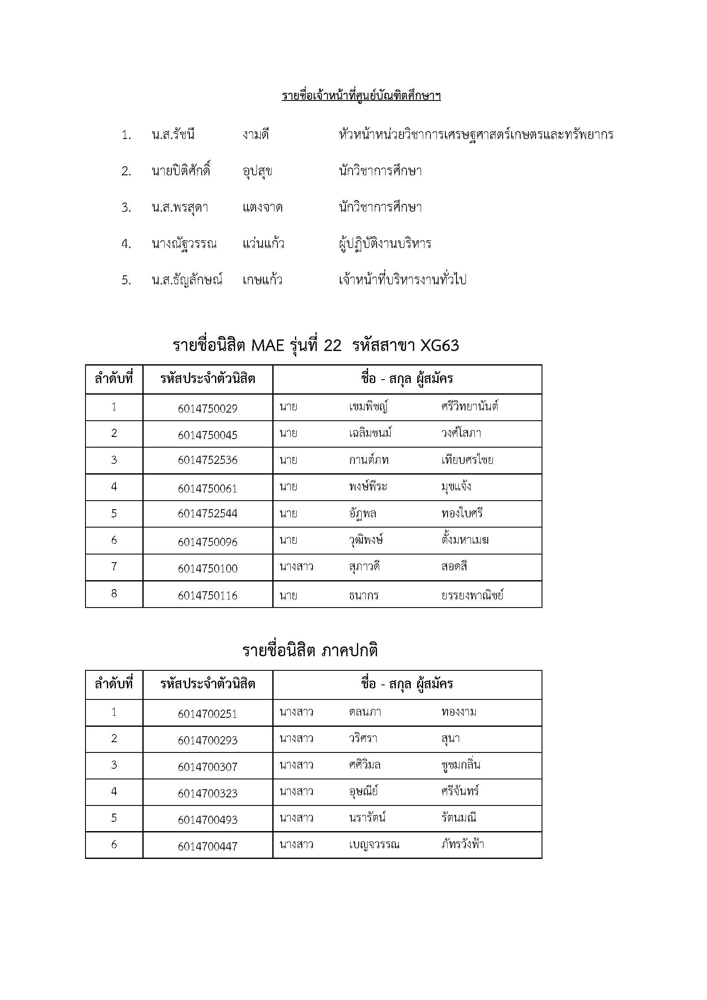 รายชื่อเจ้าหน้าที่ศูนย์บัณฑิตศึกษาฯ
1. น.ส.รัชนี งามดี หัวหน้าหน่วยวิชาการเศรษฐศาสตร์เกษตรและทรัพยากร
2. นายปิติศักดิ์ อุปสุข นักวิชาการศึกษา
3. น.ส.พรสุดา แตงจาด นักวิชาการศึกษา
4. นางณัฐวรรณ แว่นแก้ว ผู้ปฏิบัติงานบริหาร
5. น.ส.ธัญลักษณ์ เกษแก้ว เจ้าหน้าที่บริหารงานทั่วไป
รายชื่อนิสิต MAE รุ่นที่ 22 รหัสสาขา XG63
ลำดับที่ รหัสประจำตัวนิสิต ชื่อ - สกุล ผู้สมัคร
1 6014750029 นาย เขมพิชญ์ ศรีวิทยานันต์
2 6014750045 นาย เฉลิมชนม์ วงศ์โสภา
3 6014752536 นาย กานต์ภท เทียบศรไชย
4 6014750061 นาย พงษ์พีระ มุขแจ้ง
5 6014752544 นาย อัฏพล ทองใบศรี
6 6014750096 นาย วุฒิพงษ์ ตั้งมหาเมฆ
7 6014750100 นางสาว สุภาวดี สอดสี
8 6014750116 นาย ธนากร ยรรยงพาณิชย์
รายชื่อนิสิต ภาคปกติ
ลำดับที่ รหัสประจำตัวนิสิต ชื่อ - สกุล ผู้สมัคร
1 6014700251 นางสาว ดลนภา ทองงาม
2 6014700293 นางสาว วริศรา สุนา
3 6014700307 นางสาว ศศิวิมล ชูชมกลิ่น
4 6014700323 นางสาว อุษณีย์ ศรีจันทร์
5 6014700493 นางสาว นรารัตน์ รัตนมณี
6 6014700447 นางสาว เบญจวรรณ ภัทรวังฟ้า